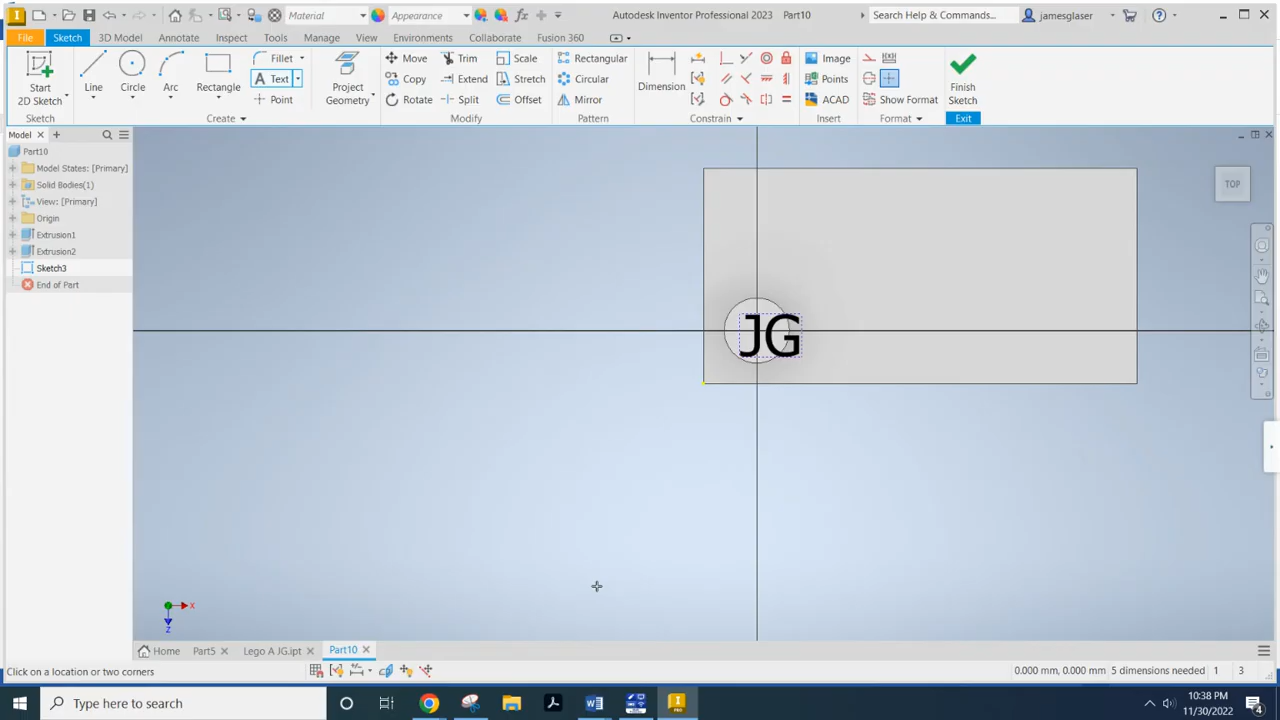 Material
Appearance
Autodesk Inventor Professional 2023 Part10
Search Help & Commands...
jamesglaser
File
Sketch
3D Model
Annotate
Inspect
Tools
Manage
View
Environments
Collaborate
Fusion 360
Start
2D Sketch
Line
Circle
Arc
Rectangle
Fillet
Text
Point
Project
Geometry
Move
Copy
Rotate
Trim
Extend
Split
Scale
Stretch
Offset
Rectangular
Circular
Mirror
Dimension
Image
Points
ACAD
Show Format
Finish
Sketch
Sketch
Create
Modify
Pattern
Constrain
Insert
Format
Exit
Model
Part10
Model States: [Primary]
Solid Bodies(1)
View: [Primary]
Origin
Extrusion1
Extrusion2
Sketch3
End of Part
TOP
JG
x
z
Home
Part5
Lego A JG.ipt
Part10
Click on a location or two corners
0.000 mm, 0.000 mm
5 dimensions needed
1
3
Type here to search
10:38 PM
11/30/2022
4